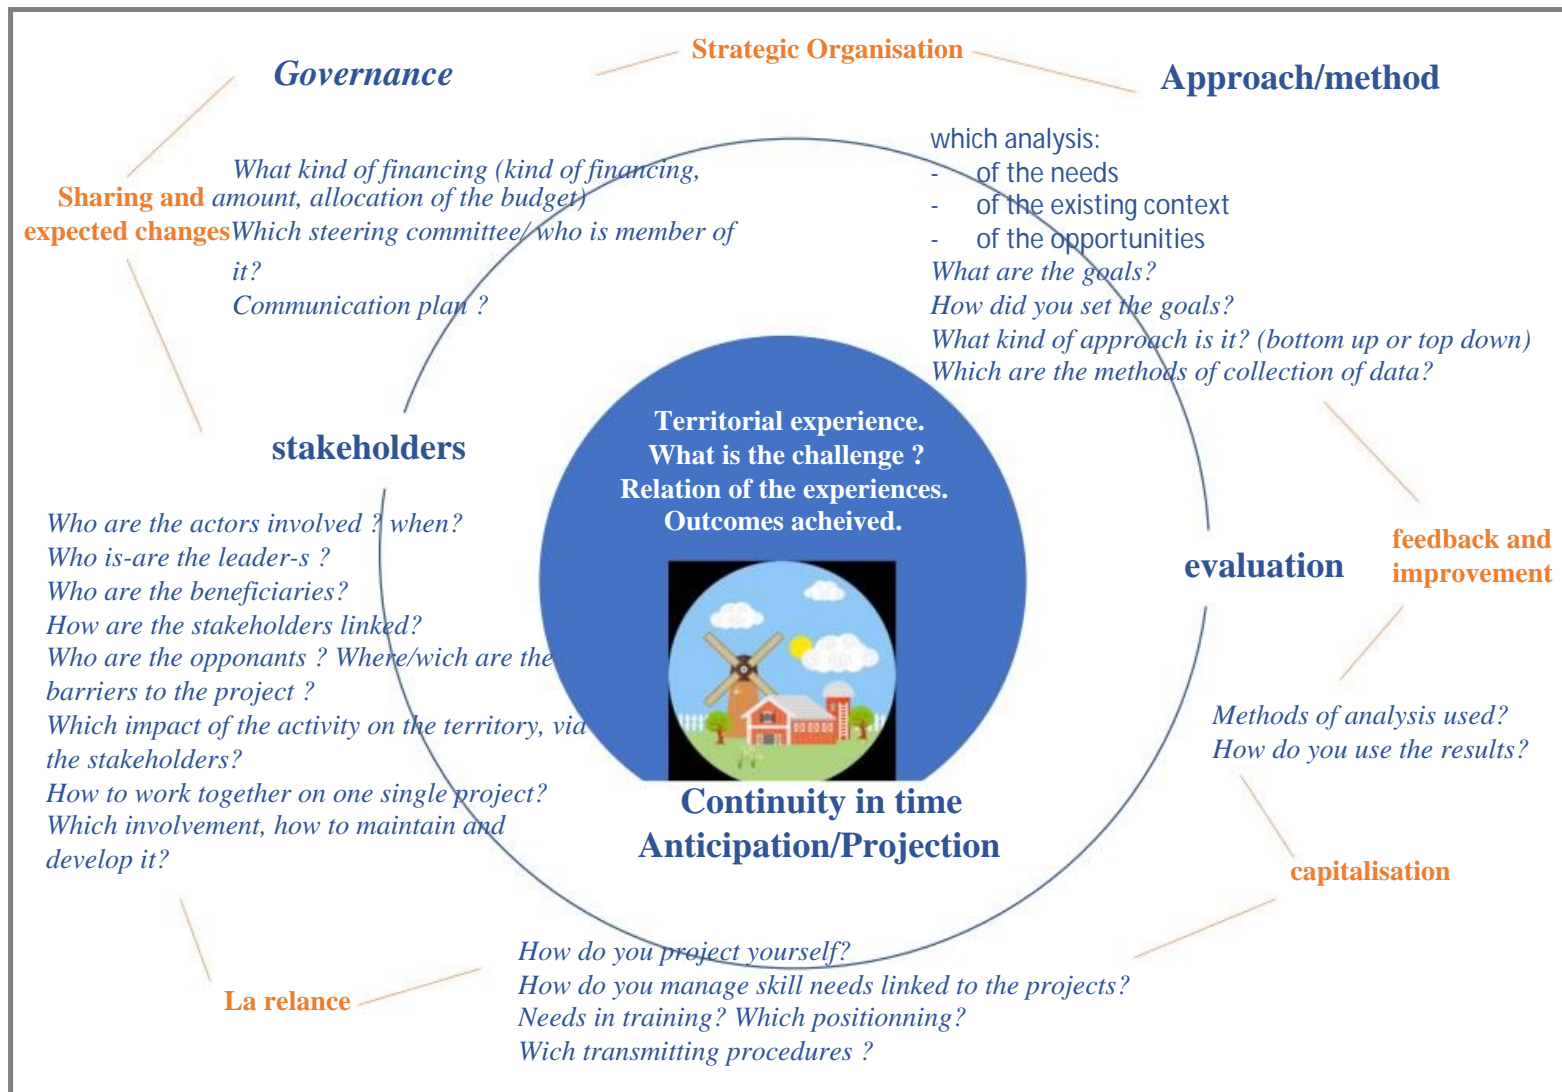 Strategic Organisation
Governance
Approach/method
What kind of financing (kind of financing,
amount, allocation of the budget)
Which steering committee/ who is member of
it?
Communication plan ?
Sharing and
expected changes
which analysis:
- of the needs
- of the existing context
- of the opportunities
What are the goals?
How did you set the goals?
What kind of approach is it? (bottom up or top down)
Which are the methods of collection of data?
stakeholders
Territorial experience.
What is the challenge ?
Relation of the experiences.
Outcomes acheived.
Who are the actors involved ? when?
Who is-are the leader-s ?
Who are the beneficiaries?
How are the stakeholders linked?
Who are the opponants ? Where/wich are the
barriers to the project ?
Which impact of the activity on the territory, via
the stakeholders?
How to work together on one single project?
Which involvement, how to maintain and
develop it?
evaluation
feedback and
improvement
Methods of analysis used?
How do you use the results?
Continuity in time
Anticipation/Projection
capitalisation
How do you project yourself?
How do you manage skill needs linked to the projects?
Needs in training? Which positionning?
Wich transmitting procedures ?
La relance